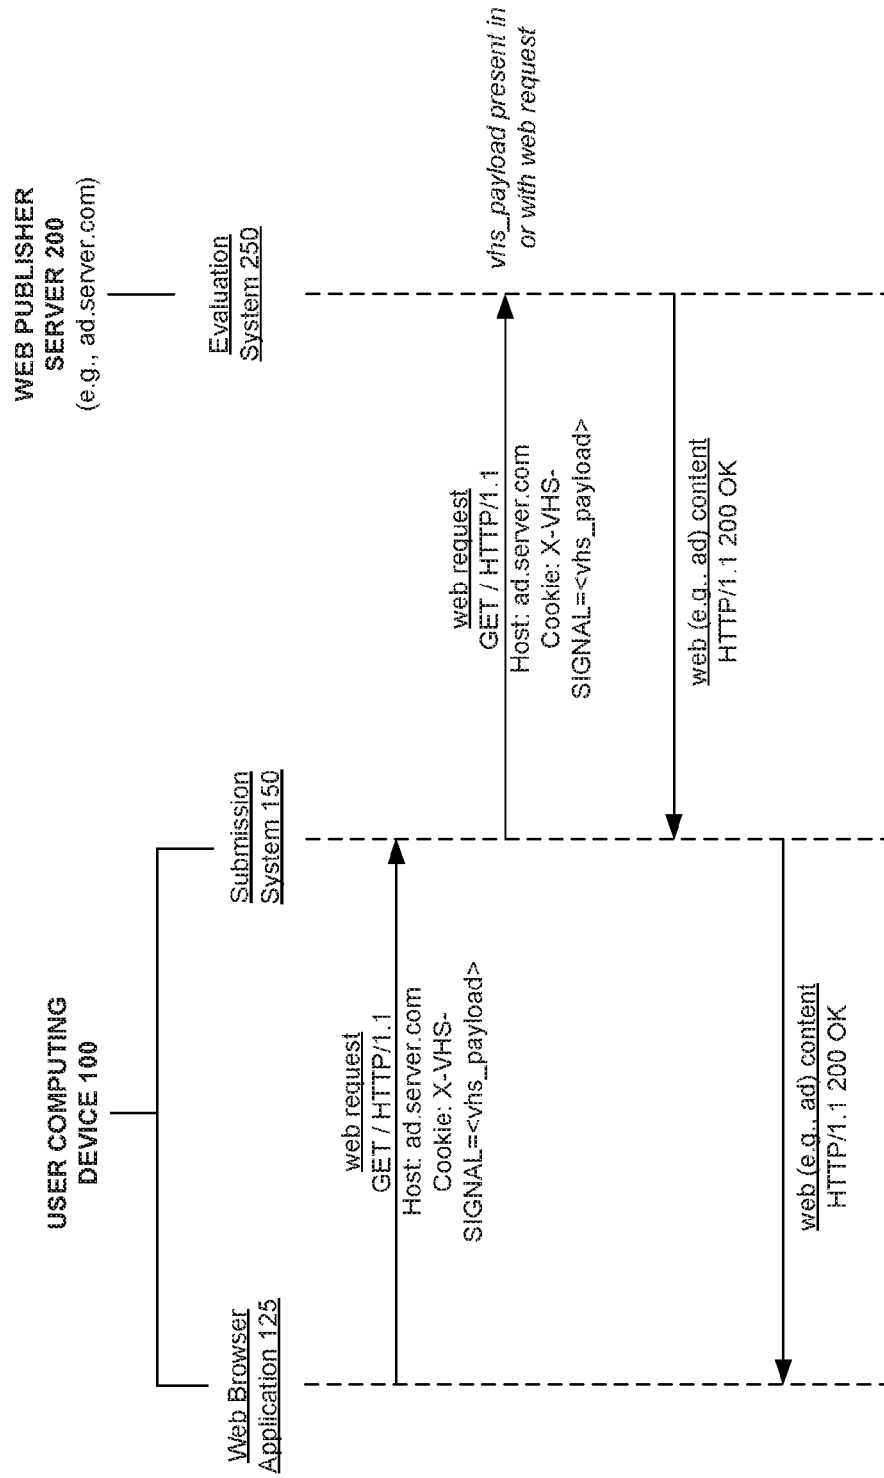 USER COMPUTING
DEVICE 100
WEB PUBLISHER
SERVER 200
(e.g., ad.server.com)
Web Browser
Application 125
Submission
System 150
Evaluation
System 250
web request
GET / HTTP/1.1
Host: ad.server.com
Cookie: X-VHS-
SIGNAL=<vhs_payload>
web request
GET / HTTP/1.1
Host: ad.server.com
Cookie: X-VHS-
SIGNAL=<vhs_payload>
vhs_payload present in
or with web request
web (e.g., ad) content
HTTP/1.1 200 OK
web (e.g., ad) content
HTTP/1.1 200 OK